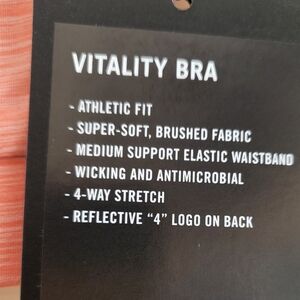 VITALITY BRA
- ATHLETIC FIT
- SUPER-SOFT, BRUSHED FABRIC
- MEDIUM SUPPORT ELASTIC WAISTBAND
- WICKING AND ANTIMICROBIAL
- 4-WAY STRETCH
- REFLECTIVE “4” LOGO ON BACK